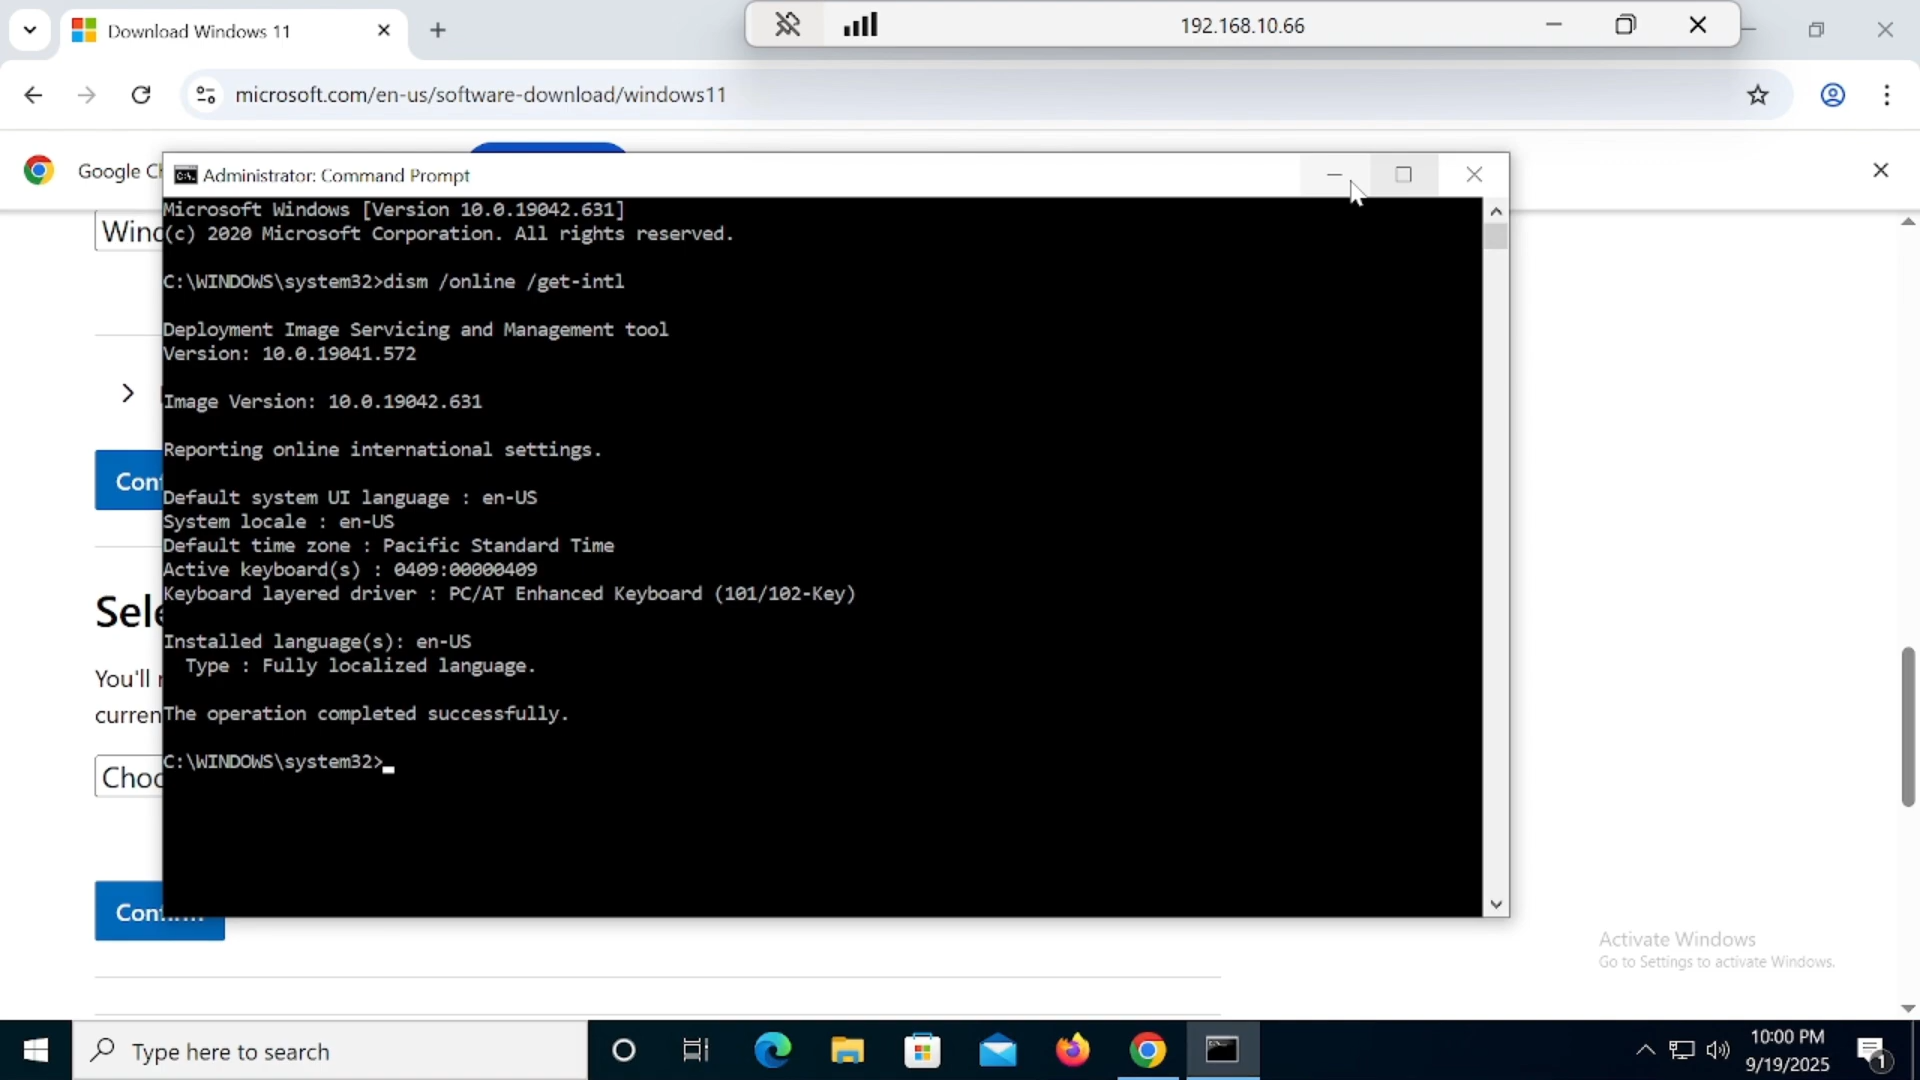 Download Windows 11
192.168.10.66
microsoft.com/en-us/software-download/windows11
Google Ch
Administrator: Command Prompt
Wind
Microsoft Windows [Version 10.0.19042.631]
(c) 2020 Microsoft Corporation. All rights reserved.
C:\WINDOWS\system32>dism /online /get-intl
Deployment Image Servicing and Management tool
Version: 10.0.19041.572
Image Version: 10.0.19042.631
Reporting online international settings.
Conf
Default system UI language : en-US
System locale : en-US
Default time zone : Pacific Standard Time
Active keyboard(s) : 0409:00000409
Keyboard layered driver : PC/AT Enhanced Keyboard (101/102-Key)
Sele
Installed language(s): en-US
Type : Fully localized language.
You'll
curren
The operation completed successfully.
C:\WINDOWS\system32>
Choo
Confirm
Activate Windows
Go to Settings to activate Windows.
Type here to search
10:00 PM
9/19/2025
1